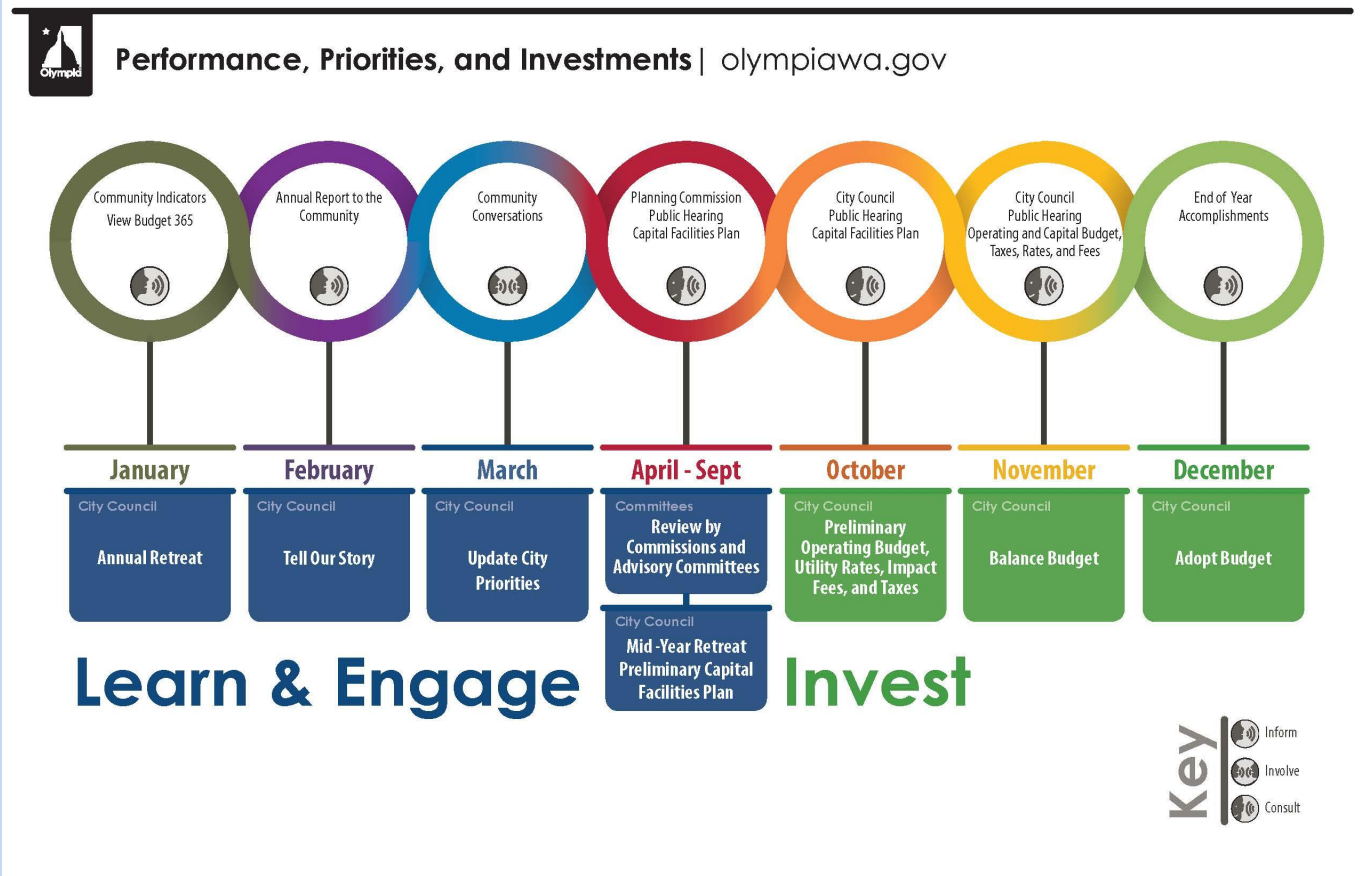 Olympia
Performance, Priorities, and Investments | olympiawa.gov
Community Indicators
View Budget 365
Annual Report to the
Community
Community
Conversations
Planning Commission
Public Hearing
Capital Facilities Plan
City Council
Public Hearing
Capital Facilities Plan
City Council
Public Hearing
Operating and Capital Budget,
Taxes, Rates, and Fees
End of Year
Accomplishments
January
February
March
April - Sept
October
November
December
City Council
Annual Retreat
City Council
Tell Our Story
City Council
Update City
Priorities
Committees
Review by
Commissions and
Advisory Committees
City Council
Mid -Year Retreat
Preliminary Capital
Facilities Plan
City Council
Preliminary
Operating Budget,
Utility Rates, Impact
Fees, and Taxes
City Council
Balance Budget
City Council
Adopt Budget
Learn & Engage
Invest
Key
Inform
Involve
Consult